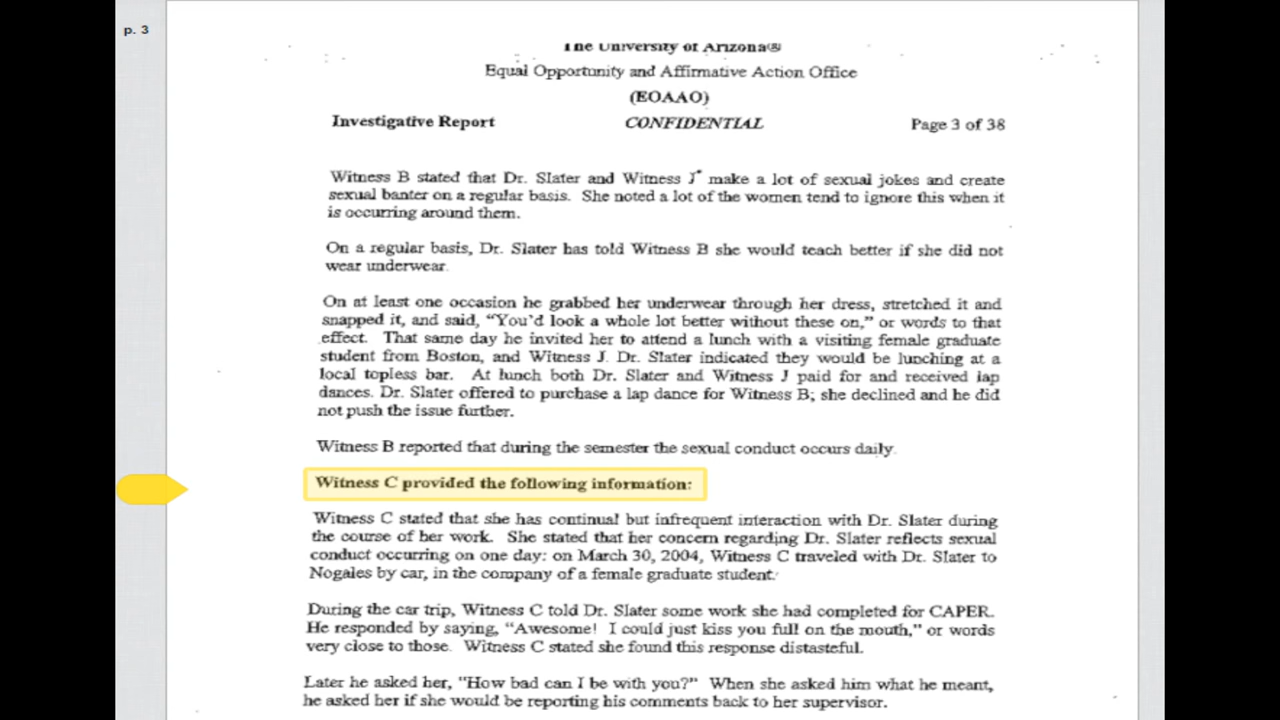 p. 3
The University of Arizona®
Equal Opportunity and Affirmative Action Office
(EOAAO)
Investigative Report CONFIDENTIAL Page 3 of 38
Witness B stated that Dr. Slater and Witness J make a lot of sexual jokes and create
sexual banter on a regular basis. She noted a lot of the women tend to ignore this when it
is occurring around them.
On a regular basis, Dr. Slater has told Witness B she would teach better if she did not
wear underwear.
On at least one occasion he grabbed her underwear through her dress, stretched it and
snapped it, and said, “You’d look a whole lot better without these on,” or words to that
effect. That same day he invited her to attend a lunch with a visiting female graduate
student from Boston, and Witness J. Dr. Slater indicated they would be lunching at a
local topless bar. At lunch both Dr. Slater and Witness J paid for and received lap
dances. Dr. Slater offered to purchase a lap dance for Witness B; she declined and he did
not push the issue further.
Witness B reported that during the semester the sexual conduct occurs daily.
Witness C provided the following information:
Witness C stated that she has continual but infrequent interaction with Dr. Slater during
the course of her work. She stated that her concern regarding Dr. Slater reflects sexual
conduct occurring on one day: on March 30, 2004, Witness C traveled with Dr. Slater to
Nogales by car, in the company of a female graduate student.
During the car trip, Witness C told Dr. Slater some work she had completed for CAPER.
He responded by saying, “Awesome! I could just kiss you full on the mouth,” or words
very close to those. Witness C stated she found this response distasteful.
Later he asked her, "How bad can I be with you?" When she asked him what he meant,
he asked her if she would be reporting his comments back to her supervisor.